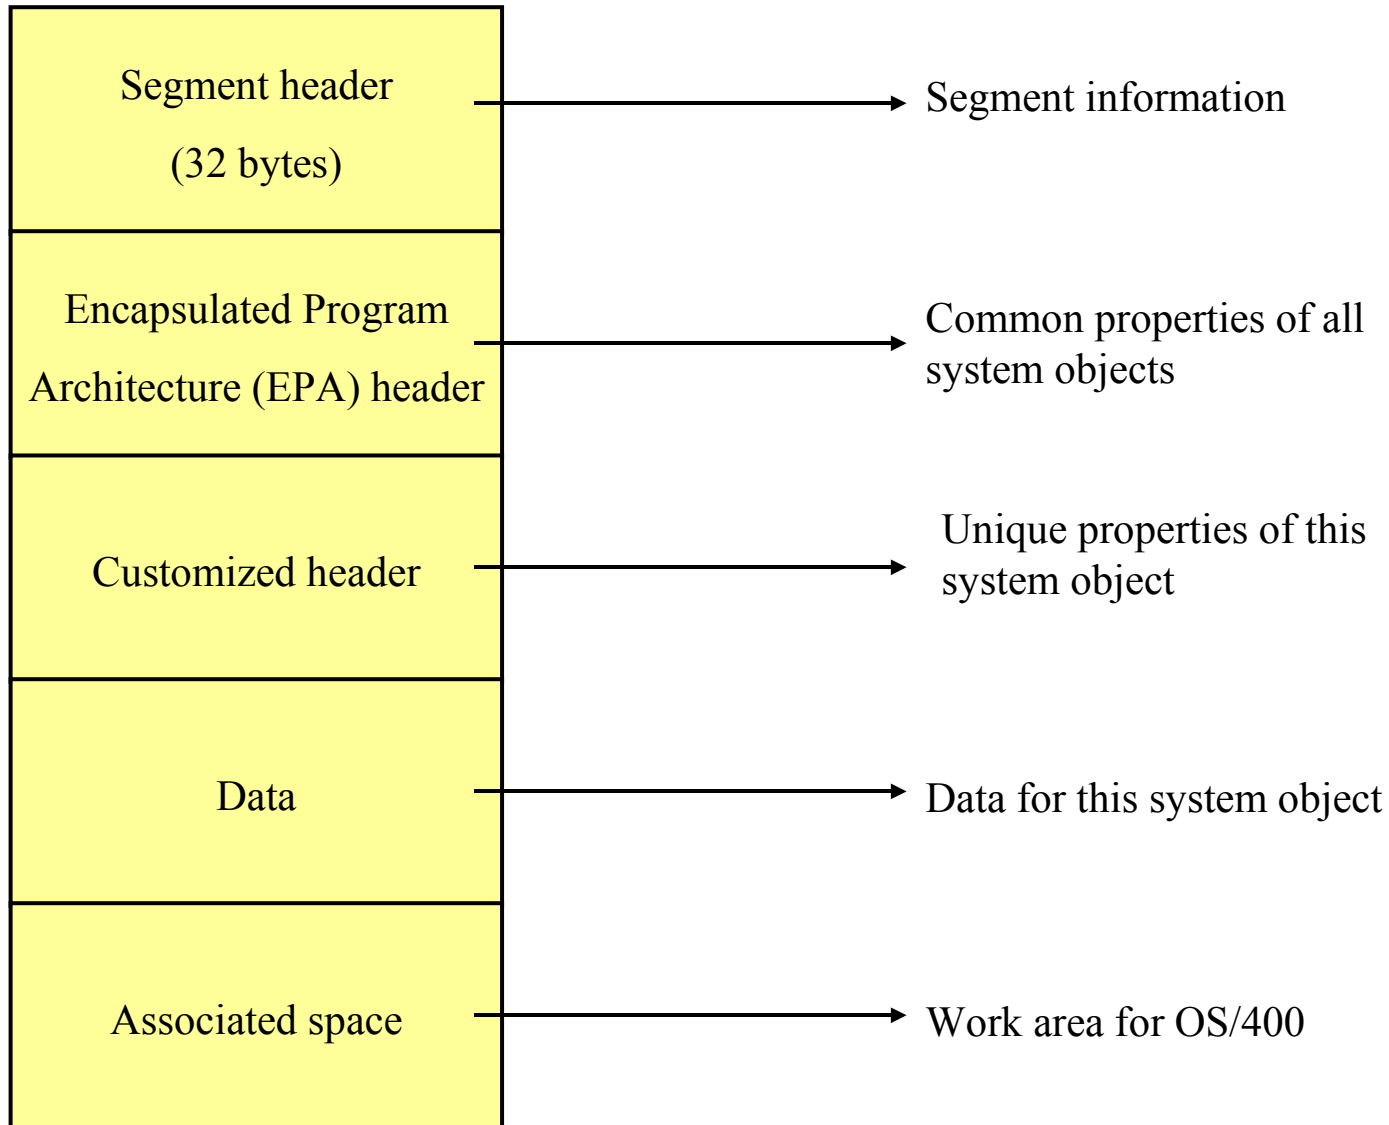 Segment header
(32 bytes)
Segment information
Encapsulated Program
Architecture (EPA) header
Common properties of all
system objects
Customized header
Unique properties of this
system object
Data
Data for this system object
Associated space
Work area for OS/400